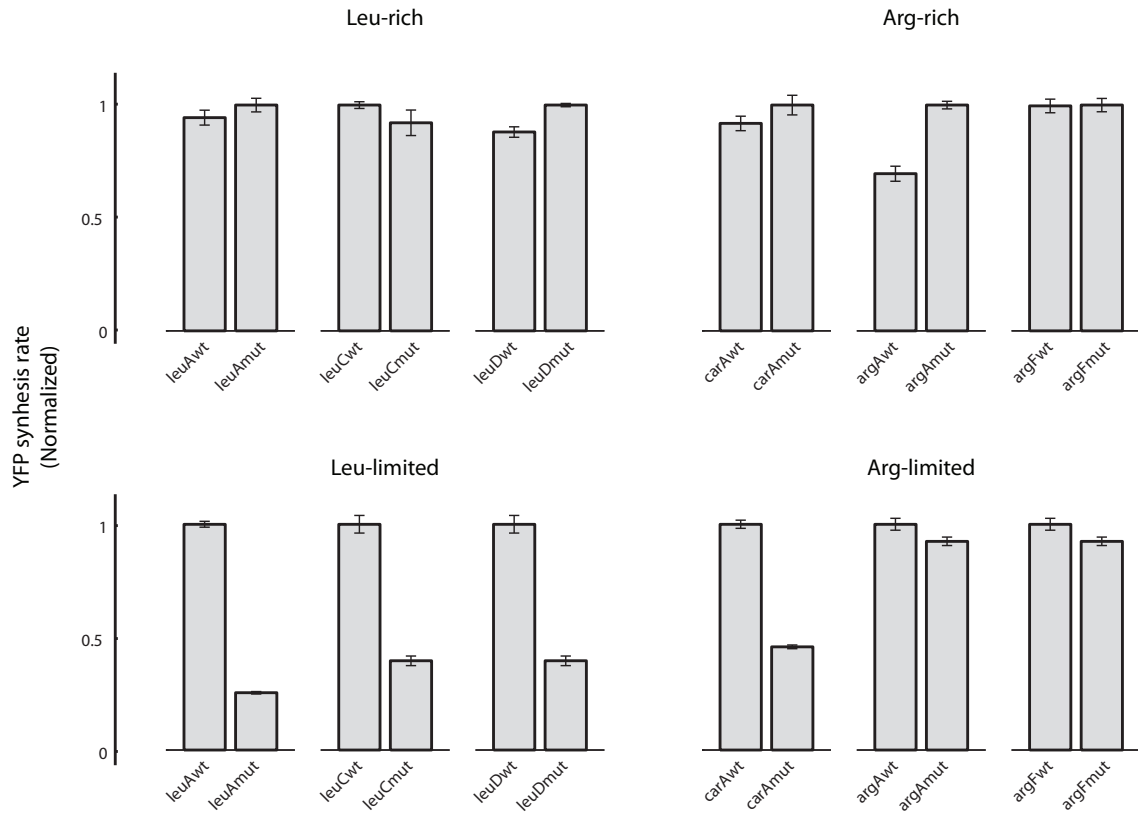 Leu-rich
Arg-rich
1
0.5
0
leuAwt
leuAmut
leuCwt
leuCmut
leuDwt
leuDmut
carAwt
carAmut
argAwt
argAmut
argFwt
argFmut
YFP synhesis rate
(Normalized)
Leu-limited
Arg-limited
1
0.5
0
leuAwt
leuAmut
leuCwt
leuCmut
leuDwt
leuDmut
carAwt
carAmut
argAwt
argAmut
argFwt
argFmut